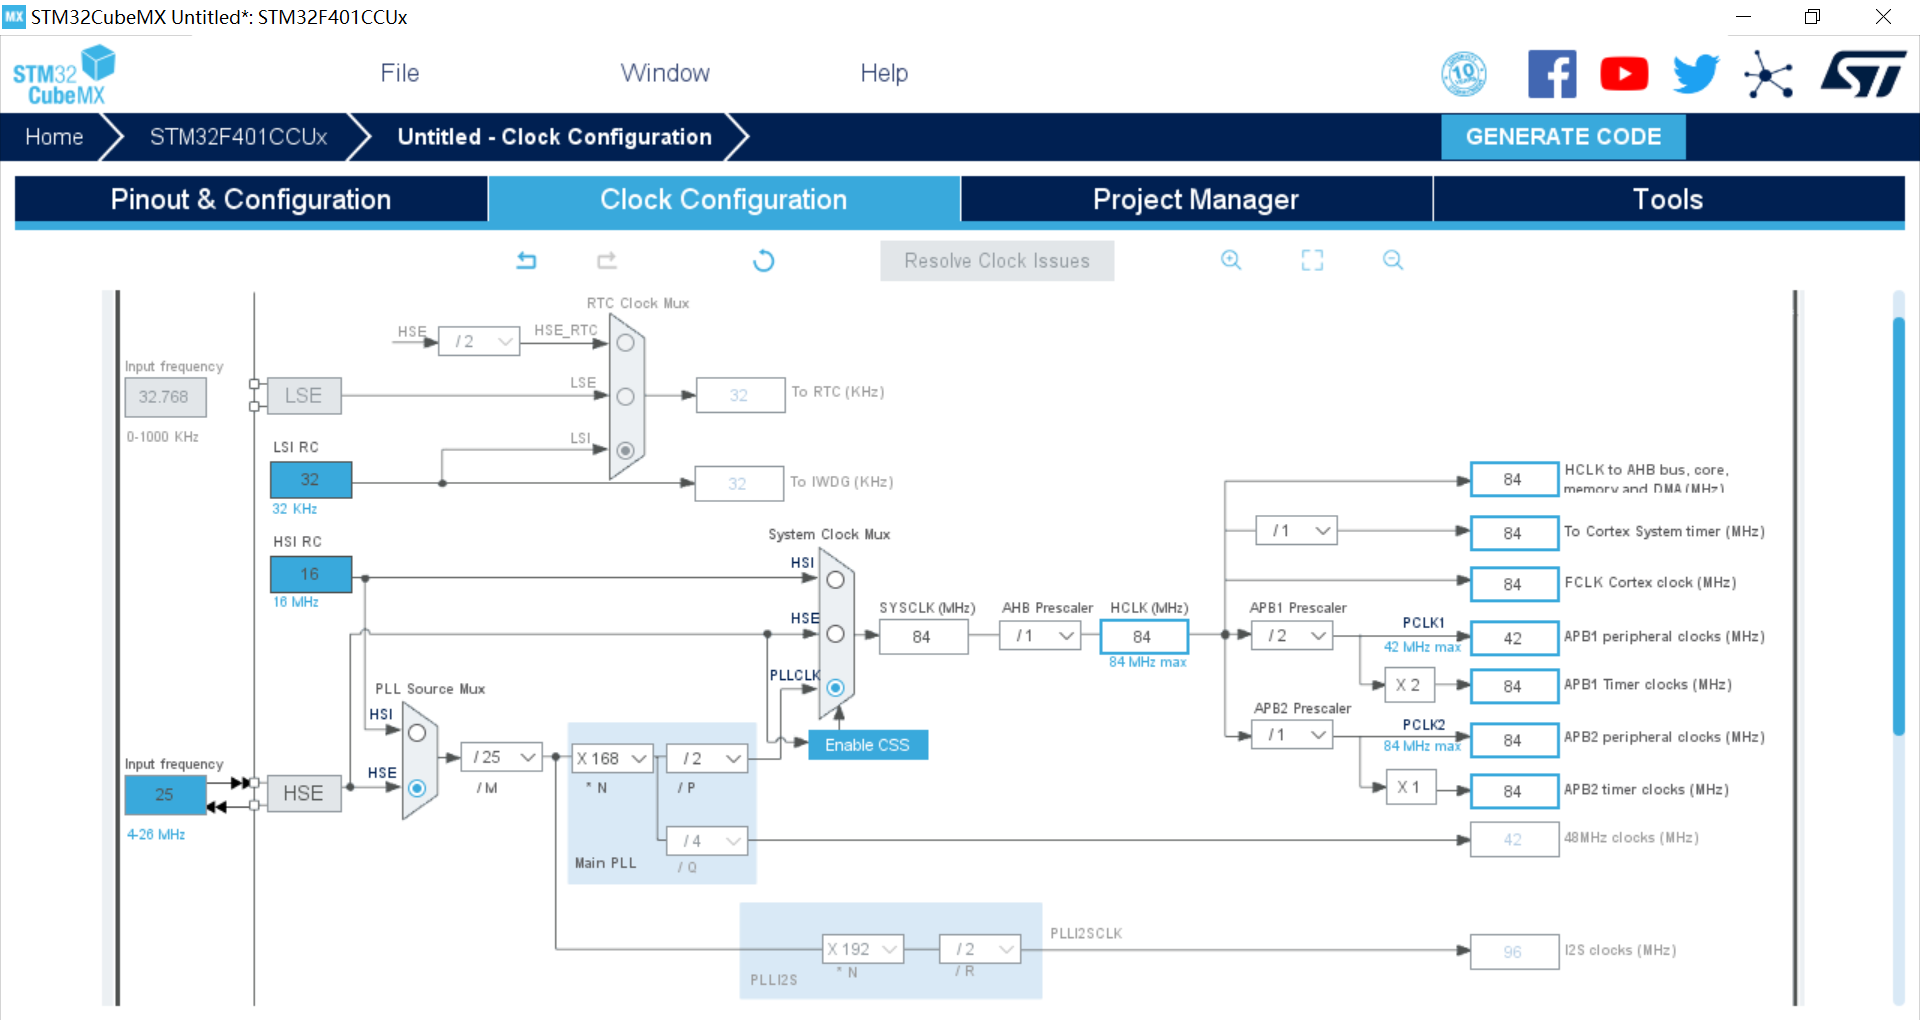 MX STM32CubeMX Untitled*: STM32F401CCUx
STM32
CubeMX
File
Window
Help
10
ST
Home
STM32F401CCUx
Untitled - Clock Configuration
GENERATE CODE
Pinout & Configuration
Clock Configuration
Project Manager
Tools
Resolve Clock Issues
RTC Clock Mux
HSE
/ 2
HSE_RTC
Input frequency
32.768
0-1000 KHz
LSE
LSE
32
To RTC (KHz)
LSI RC
32
32 KHz
LSI
32
To IWDG (KHz)
HSI RC
16
16 MHz
System Clock Mux
HSI
HSE
PLLCLK
SYSCLK (MHz)
84
AHB Prescaler
/ 1
HCLK (MHz)
84
84 MHz max
84
HCLK to AHB bus, core,
memory and DMA (MHz)
/ 1
84
To Cortex System timer (MHz)
84
FCLK Cortex clock (MHz)
APB1 Prescaler
/ 2
PCLK1
42 MHz max
42
APB1 peripheral clocks (MHz)
X 2
84
APB1 Timer clocks (MHz)
APB2 Prescaler
/ 1
PCLK2
84 MHz max
84
APB2 peripheral clocks (MHz)
X 1
84
APB2 timer clocks (MHz)
PLL Source Mux
HSI
HSE
Input frequency
25
4-26 MHz
HSE
/ 25
/ M
X 168
* N
/ 2
/ P
Enable CSS
/ 4
/ Q
Main PLL
42
48MHz clocks (MHz)
X 192
* N
/ 2
/ R
PLLI2S
PLLI2SCLK
96
I2S clocks (MHz)